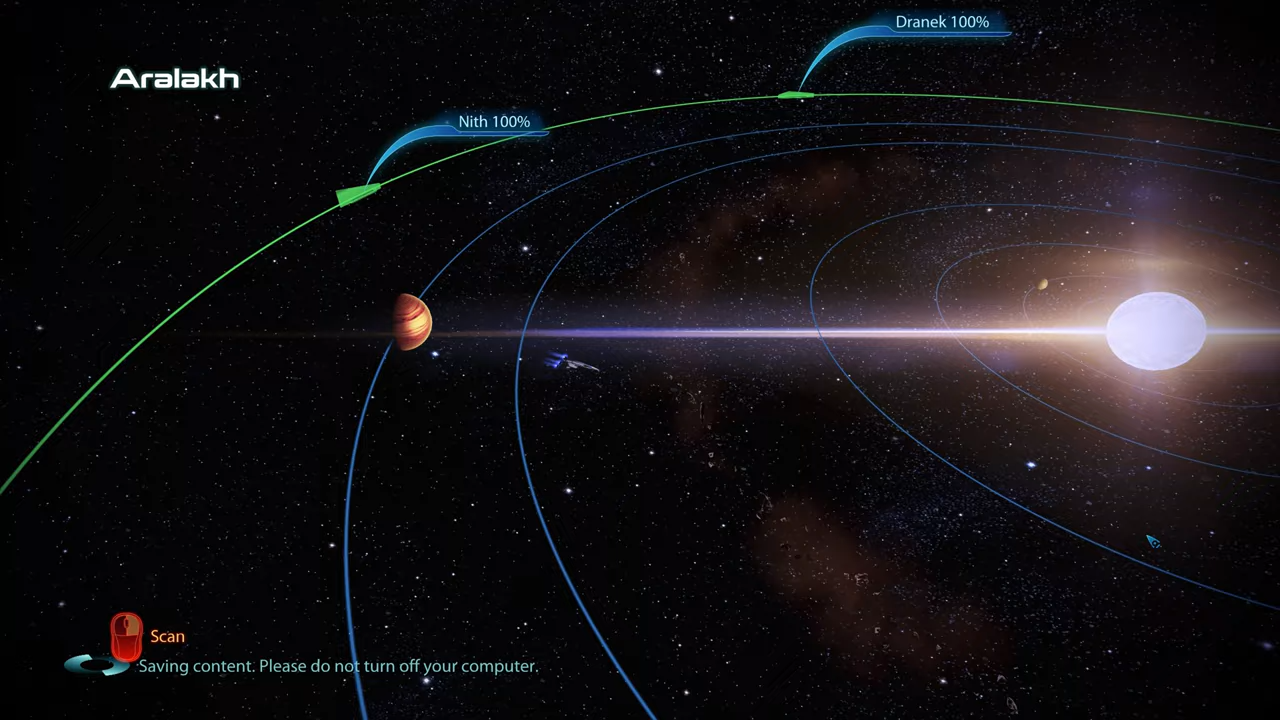 Dranek 100%
Aralakh
Nith 100%
Scan
Saving content. Please do not turn off your computer.